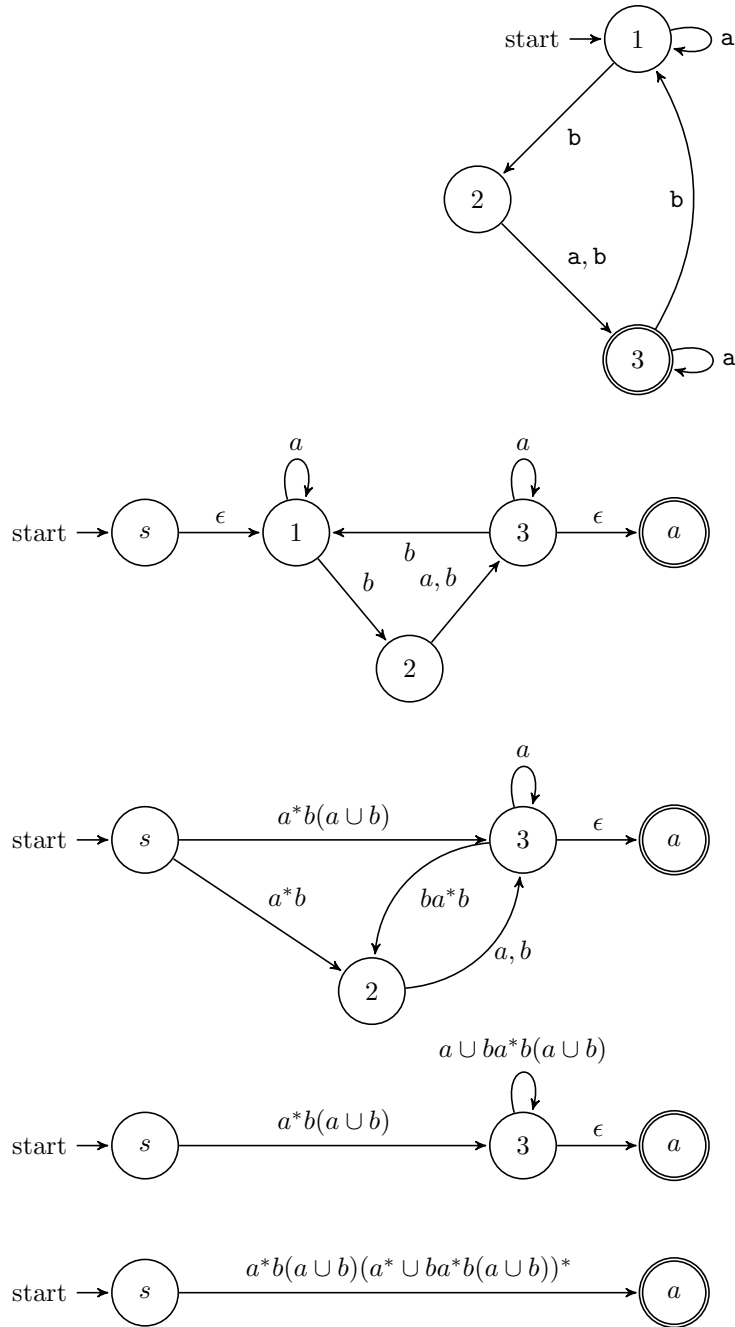 start 1 a
b
2 b
a, b
3 a
a a
start s ϵ 1 3 ϵ a
b
b a, b
2
a
a*b(a ∪ b)
start s 3 ϵ a
a*b ba*b
a, b
2
a ∪ ba*b(a ∪ b)
a*b(a ∪ b)
start s 3 ϵ a
a*b(a ∪ b)(a* ∪ ba*b(a ∪ b))*
start s a